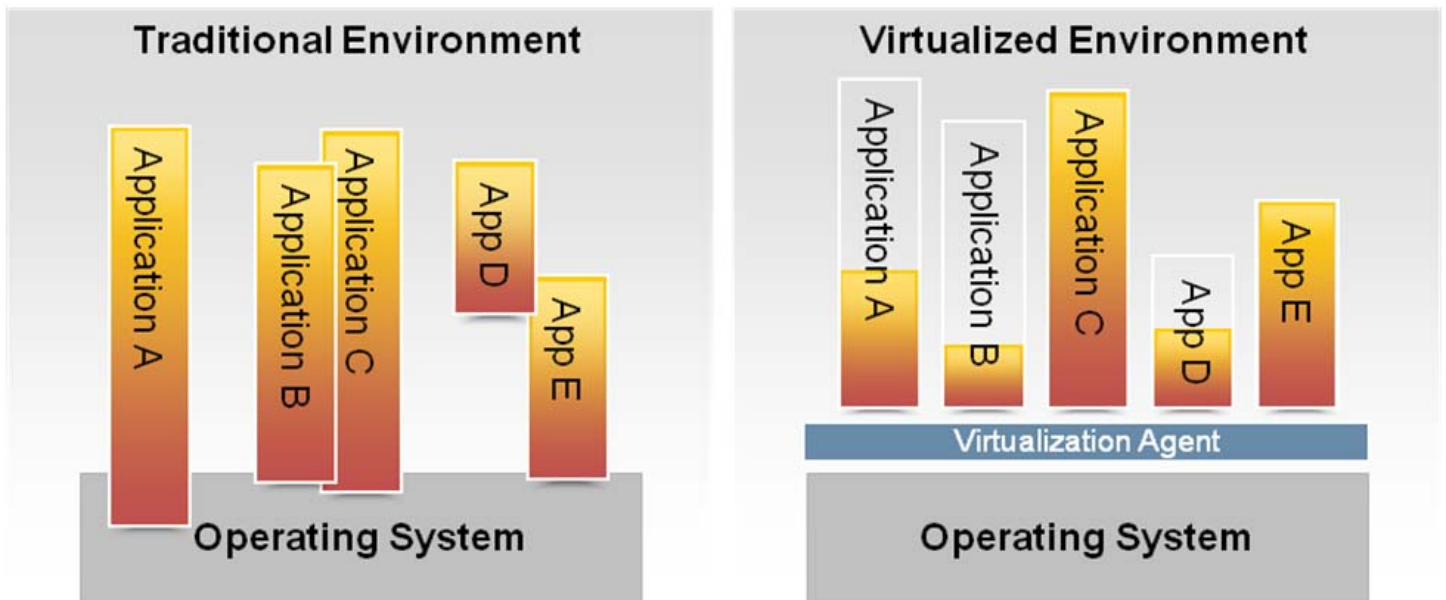 Traditional Environment
Application A
Application B
Application C
App D
App E
Operating System
Virtualized Environment
Application A
Application B
Application C
App D
App E
Virtualization Agent
Operating System